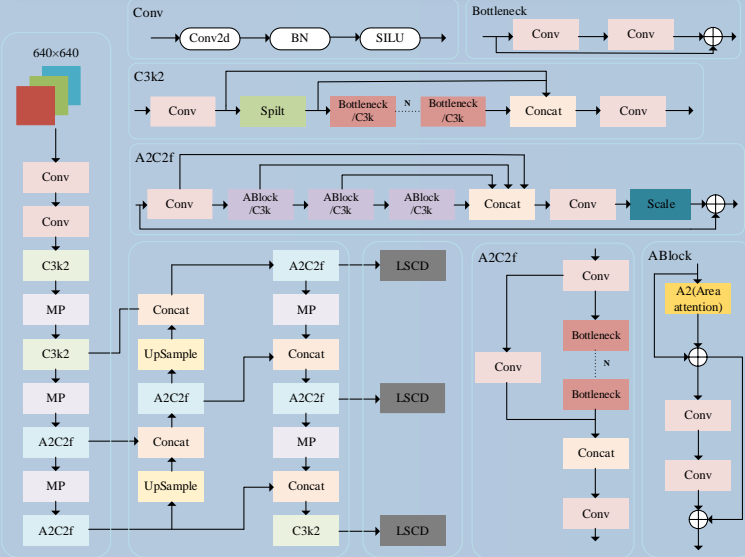 Conv
Conv2d
BN
SILU
Bottleneck
Conv
Conv
640×640
C3k2
Conv
Spilt
Bottleneck
/C3k
N
Bottleneck
/C3k
Concat
Conv
A2C2f
Conv
ABlock
/C3k
ABlock
/C3k
ABlock
/C3k
Concat
Conv
Scale
Conv
Conv
C3k2
MP
C3k2
MP
A2C2f
MP
A2C2f
Concat
UpSample
A2C2f
Concat
UpSample
A2C2f
MP
Concat
A2C2f
MP
Concat
C3k2
LSCD
LSCD
LSCD
A2C2f
Conv
Bottleneck
N
Conv
Bottleneck
Concat
Conv
ABlock
A2(Area
attention)
Conv
Conv